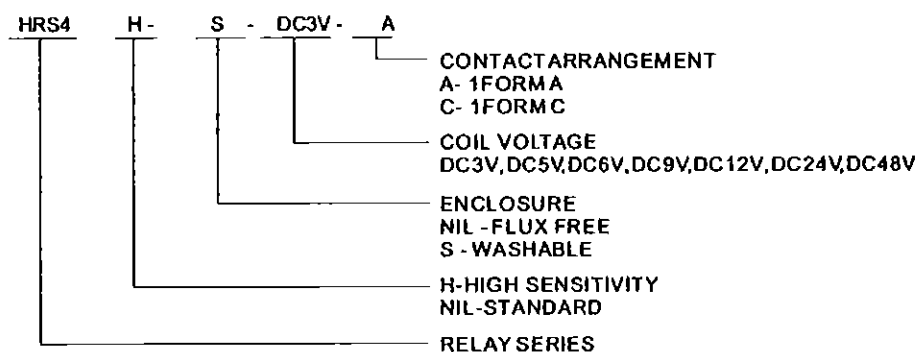 HRS4 H - S - DC3V - A
CONTACTARRANGEMENT
A- 1FORMA
C- 1FORMC
COIL VOLTAGE
DC3V,DC5V,DC6V,DC9V,DC12V,DC24V,DC48V
ENCLOSURE
NIL -FLUX FREE
S - WASHABLE
H-HIGH SENSITIVITY
NIL-STANDARD
RELAY SERIES